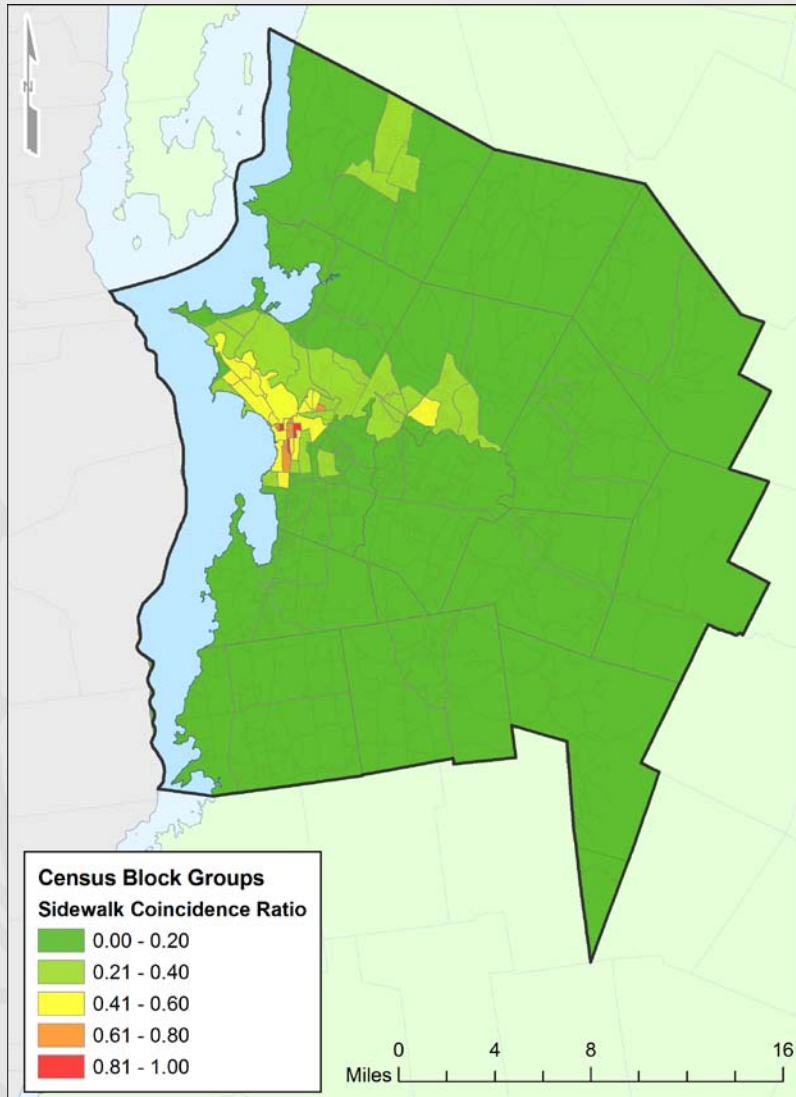 N
Census Block Groups
Sidewalk Coincidence Ratio
0.00 - 0.20
0.21 - 0.40
0.41 - 0.60
0.61 - 0.80
0.81 - 1.00
0 4 8 16
Miles